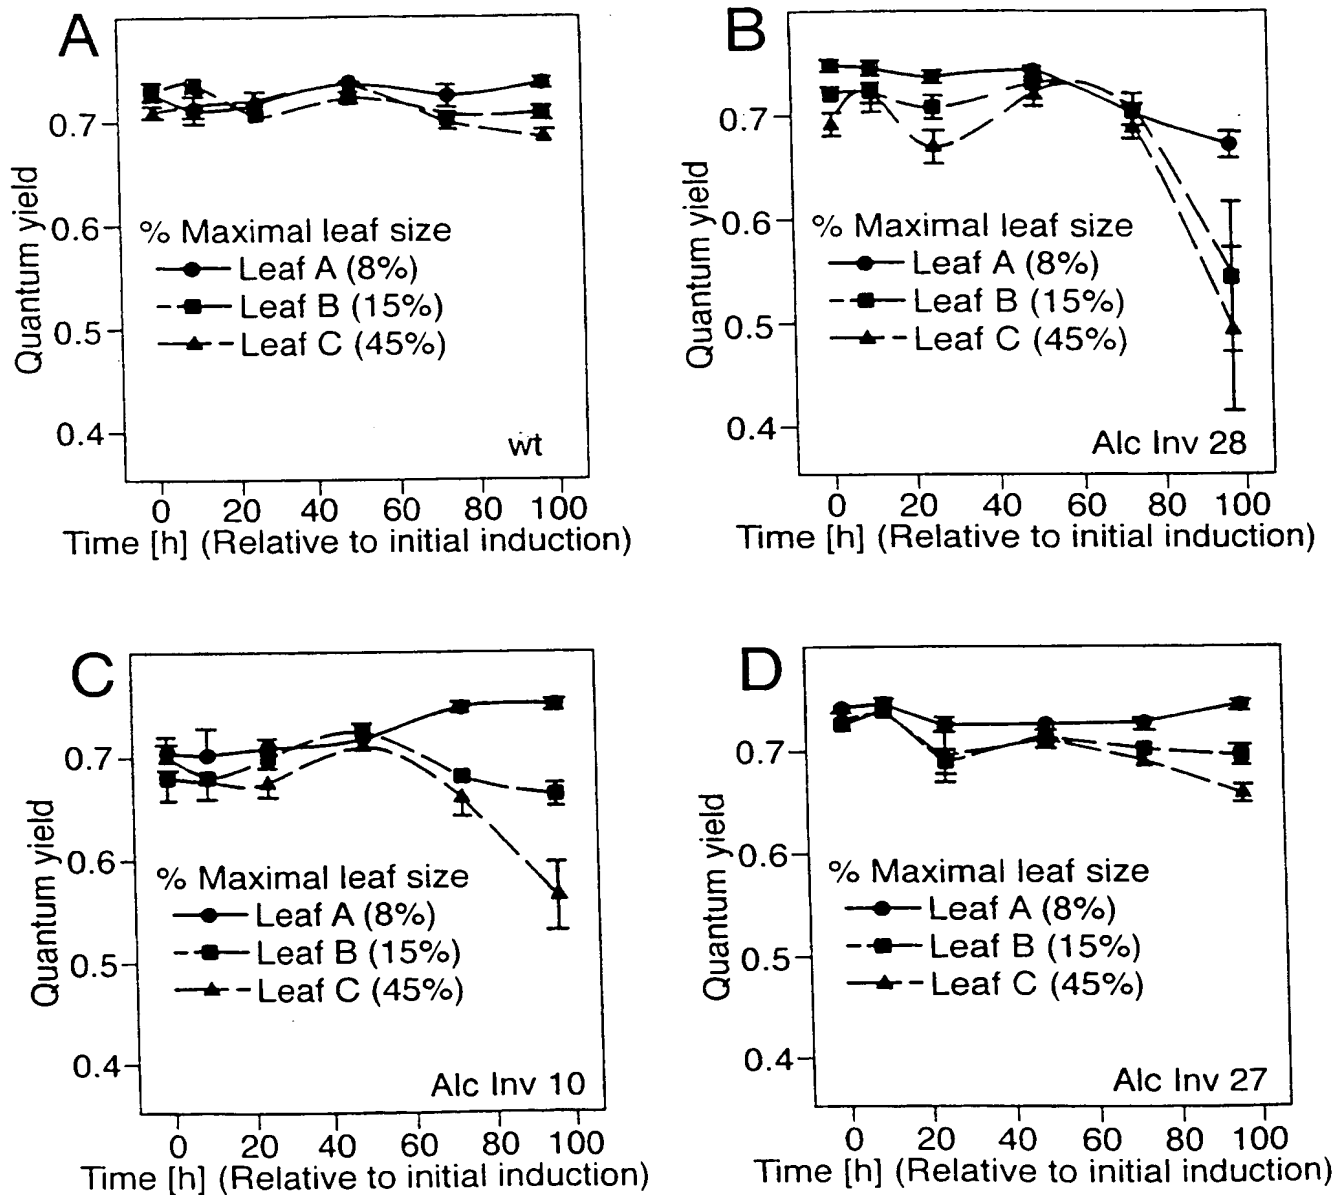 A
Quantum yield
0.7
0.6
0.5
0.4
% Maximal leaf size
Leaf A (8%)
Leaf B (15%)
Leaf C (45%)
wt
0 20 40 60 80 100
Time [h] (Relative to initial induction)
B
Quantum yield
0.7
0.6
0.5
0.4
% Maximal leaf size
Leaf A (8%)
Leaf B (15%)
Leaf C (45%)
Alc Inv 28
0 20 40 60 80 100
Time [h] (Relative to initial induction)
C
Quantum yield
0.7
0.6
0.5
0.4
% Maximal leaf size
Leaf A (8%)
Leaf B (15%)
Leaf C (45%)
Alc Inv 10
0 20 40 60 80 100
Time [h] (Relative to initial induction)
D
Quantum yield
0.7
0.6
0.5
0.4
% Maximal leaf size
Leaf A (8%)
Leaf B (15%)
Leaf C (45%)
Alc Inv 27
0 20 40 60 80 100
Time [h] (Relative to initial induction)